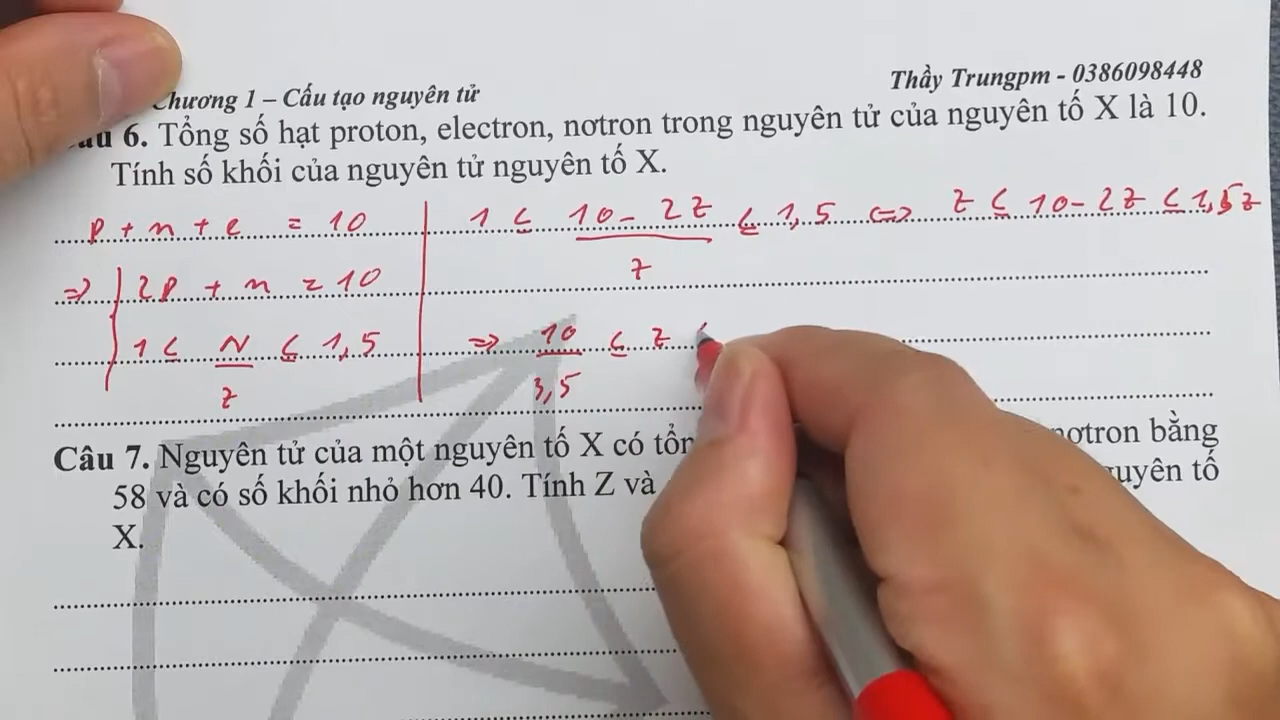 Chương 1 – Cấu tạo nguyên tử
Thầy Trungpm - 0386098448
6. Tổng số hạt proton, electron, nơtron trong nguyên tử của nguyên tố X là 10.
Tính số khối của nguyên tử nguyên tố X.
p + n + e = 10
=> 2p + n = 10
1 ≤ N/Z ≤ 1,5
1 ≤ (10 - 2Z)/Z ≤ 1,5 <=> Z ≤ 10 - 2Z ≤ 1,5Z
=> 10/3,5 ≤ Z
Câu 7. Nguyên tử của một nguyên tố X có nơtron bằng
58 và có số khối nhỏ hơn 40. Tính Z và tố
X.